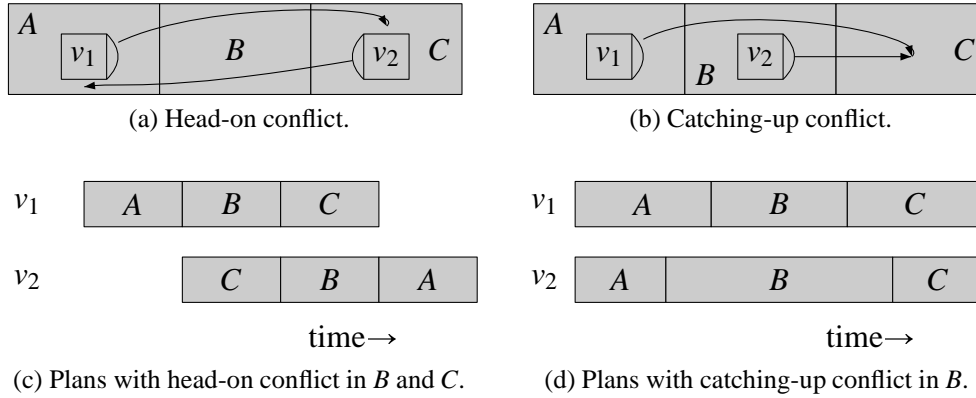 A v1 B v2 C
A v1 B v2 C
(a) Head-on conflict.
(b) Catching-up conflict.
v1 A B C
v1 A B C
v2 C B A
v2 A B C
time→
time→
(c) Plans with head-on conflict in B and C.
(d) Plans with catching-up conflict in B.